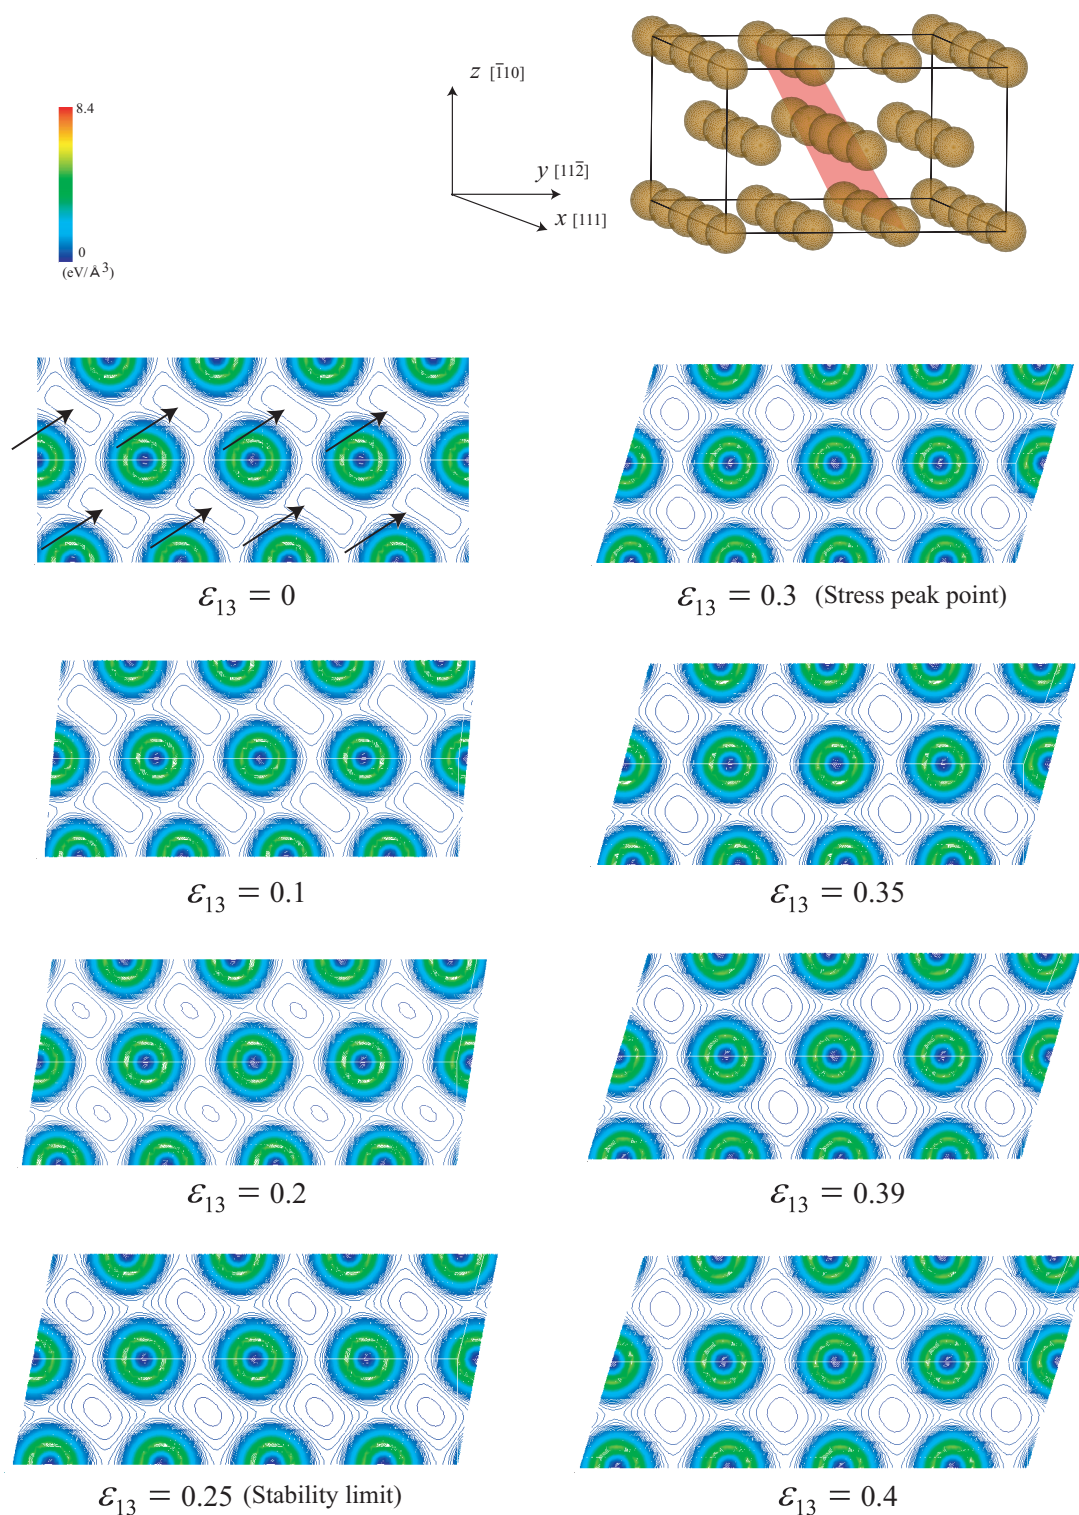 z [1̅10]
8.4
y [112̅]
x [111]
0
(eV/Å³)
ε₁₃ = 0
ε₁₃ = 0.3 (Stress peak point)
ε₁₃ = 0.1
ε₁₃ = 0.35
ε₁₃ = 0.2
ε₁₃ = 0.39
ε₁₃ = 0.25 (Stability limit)
ε₁₃ = 0.4